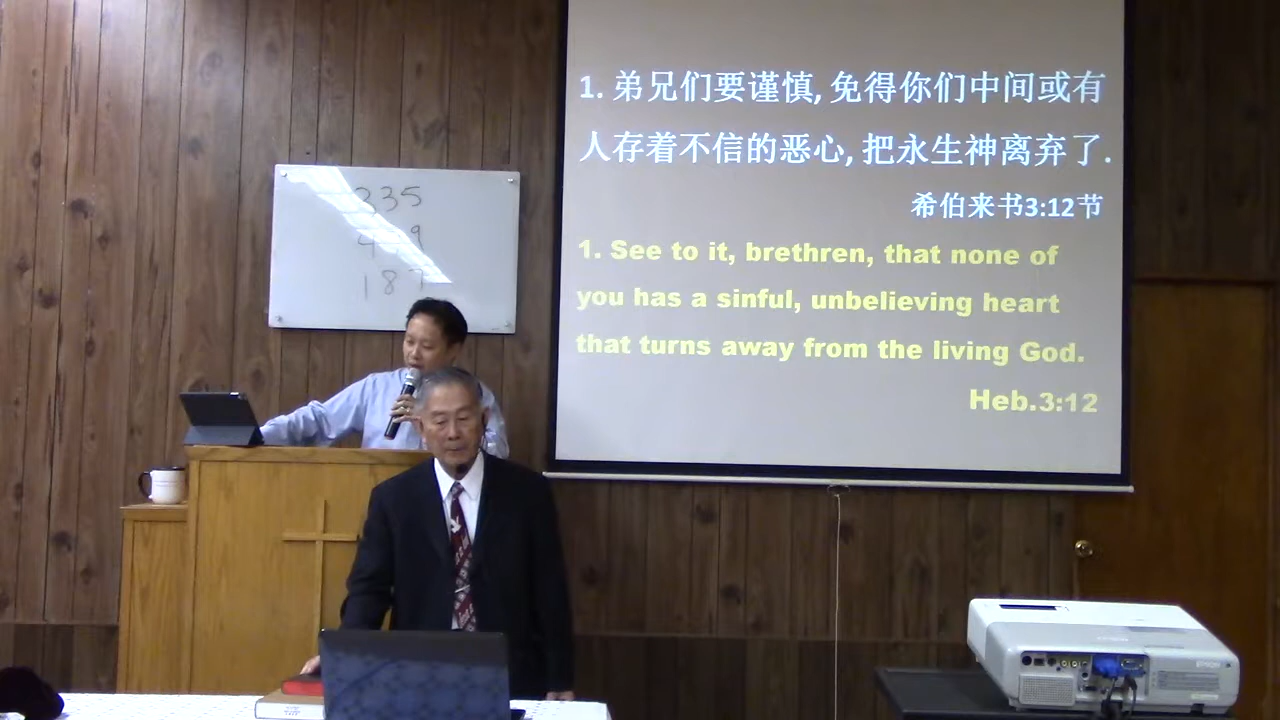 1. 弟兄们要谨慎, 免得你们中间或有
人存着不信的恶心, 把永生神离弃了.
希伯来书3:12节
1. See to it, brethren, that none of
you has a sinful, unbelieving heart
that turns away from the living God.
Heb.3:12
335
187
EPSON